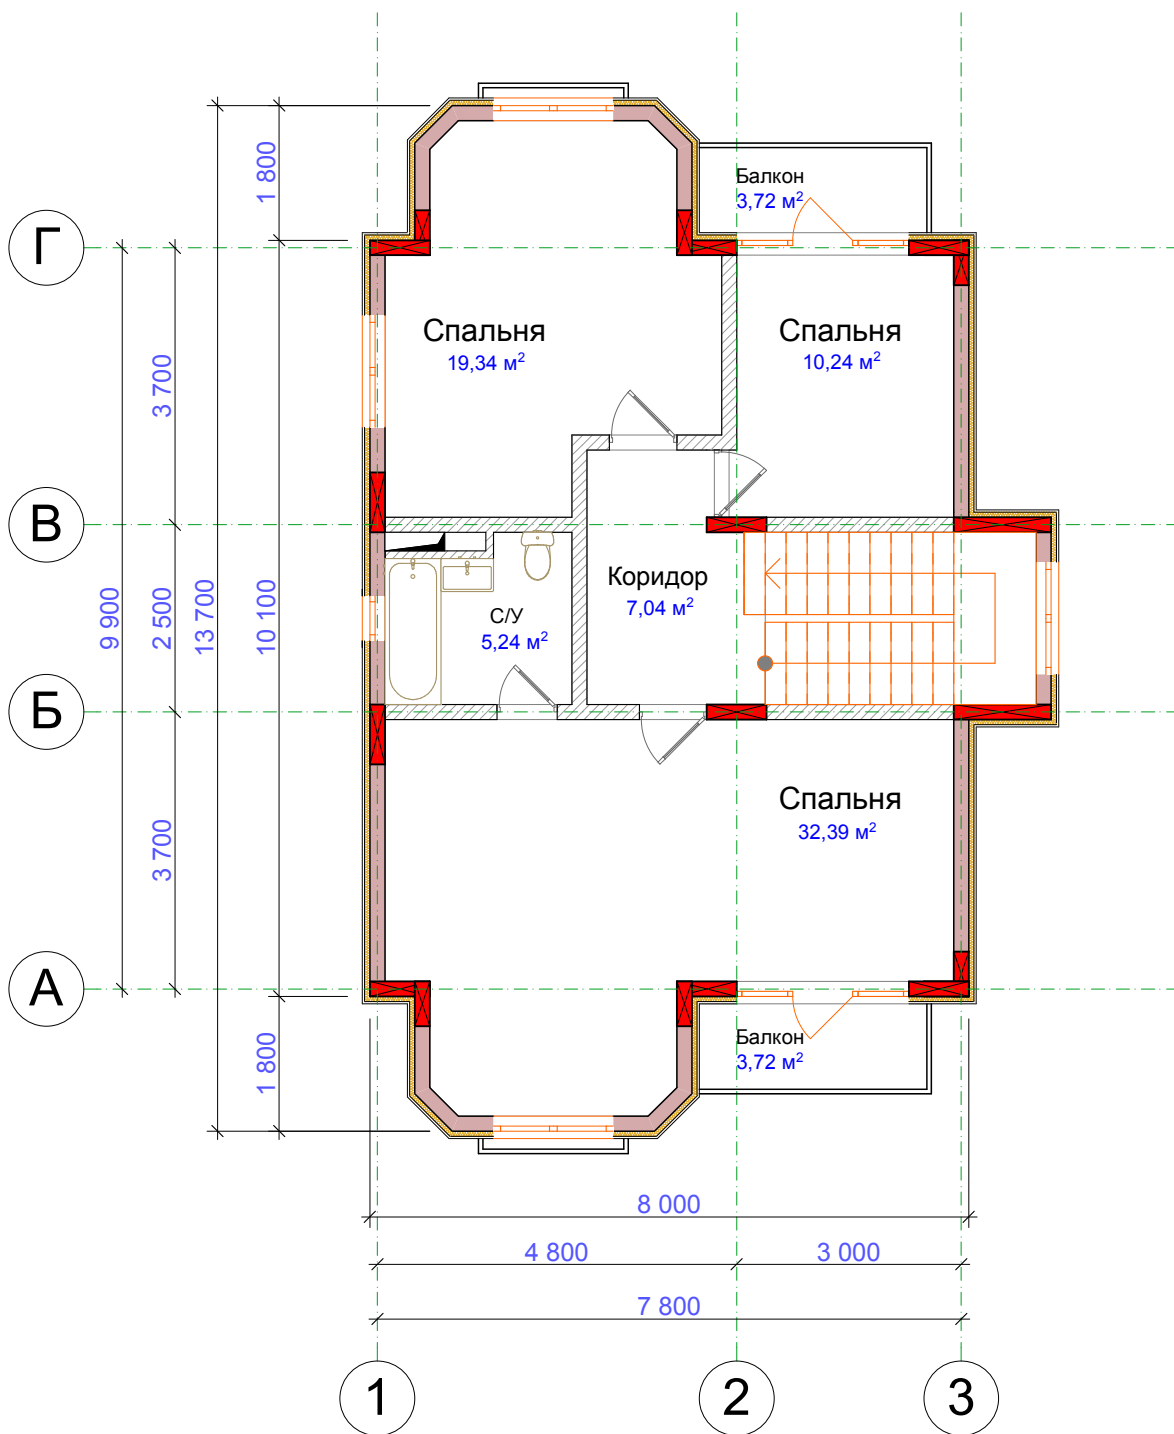 Балкон
3,72 м²
1 800
Г
Спальня
19,34 м²
Спальня
10,24 м²
3 700
В
Коридор
7,04 м²
С/У
5,24 м²
9 900
2 500
13 700
10 100
Б
Спальня
32,39 м²
3 700
А
Балкон
3,72 м²
1 800
8 000
4 800
3 000
7 800
1
2
3